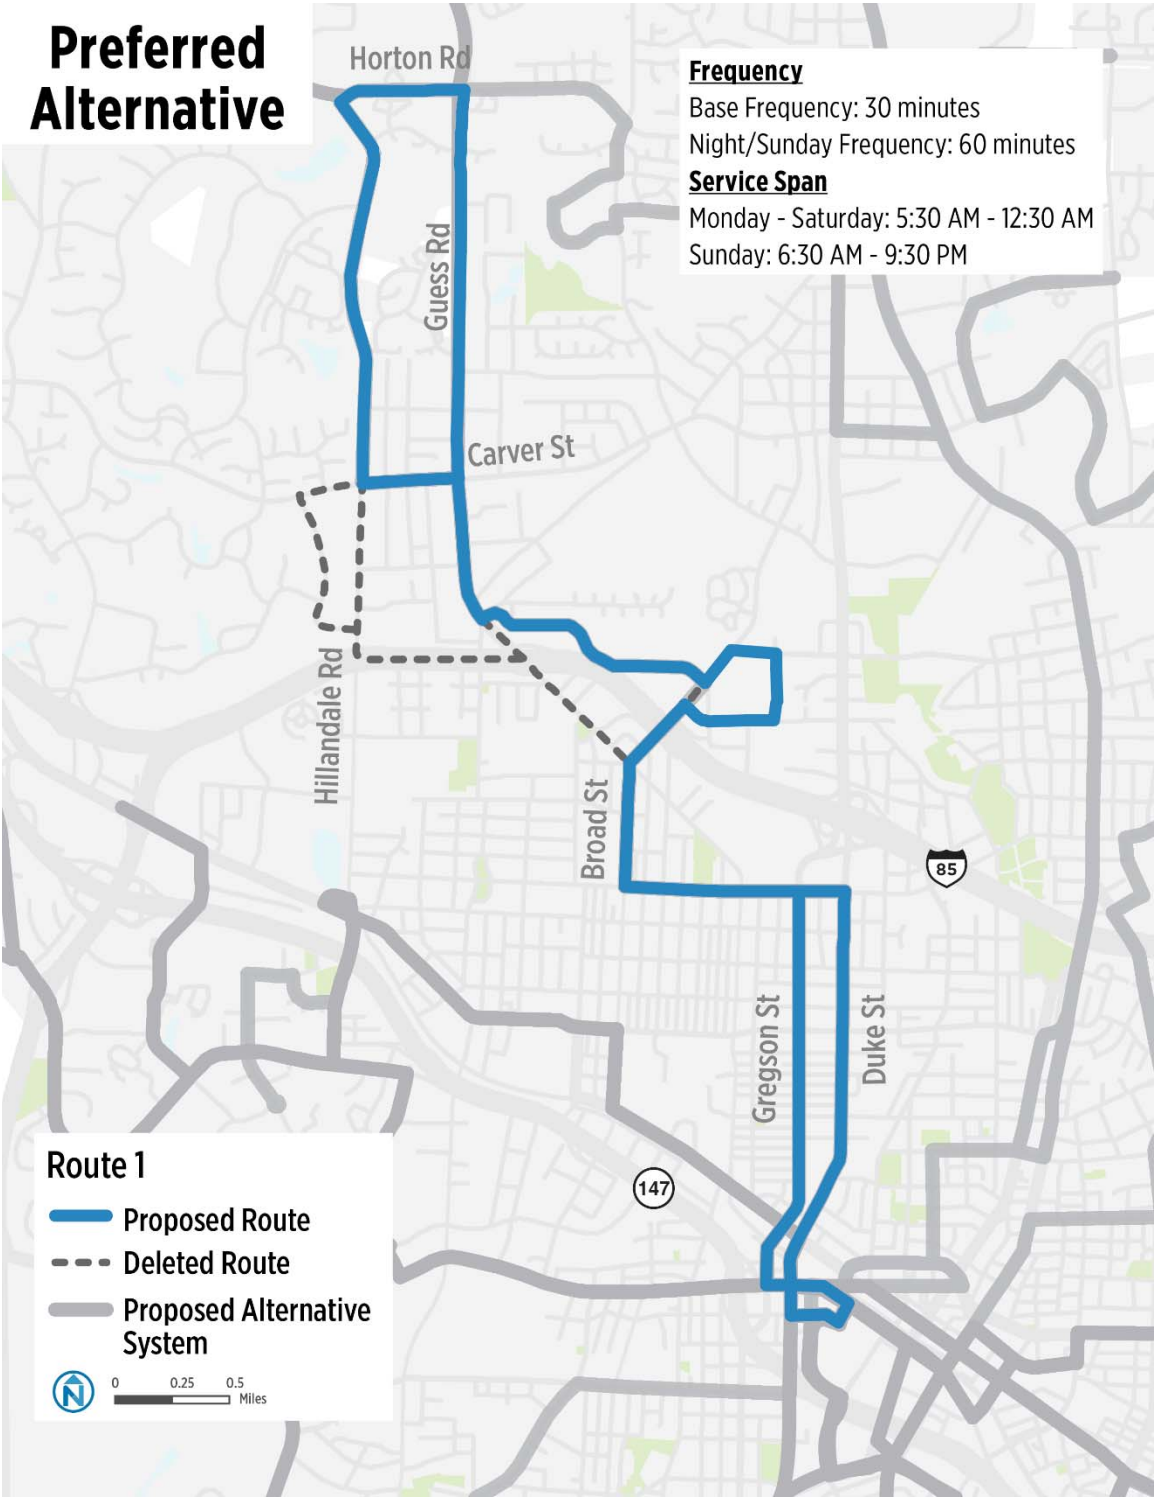 Preferred
Alternative
Horton Rd
Frequency
Base Frequency: 30 minutes
Night/Sunday Frequency: 60 minutes
Service Span
Monday - Saturday: 5:30 AM - 12:30 AM
Sunday: 6:30 AM - 9:30 PM
Guess Rd
Carver St
Hillandale Rd
Broad St
85
Gregson St
Duke St
147
Route 1
Proposed Route
Deleted Route
Proposed Alternative
System
N
0 0.25 0.5
Miles